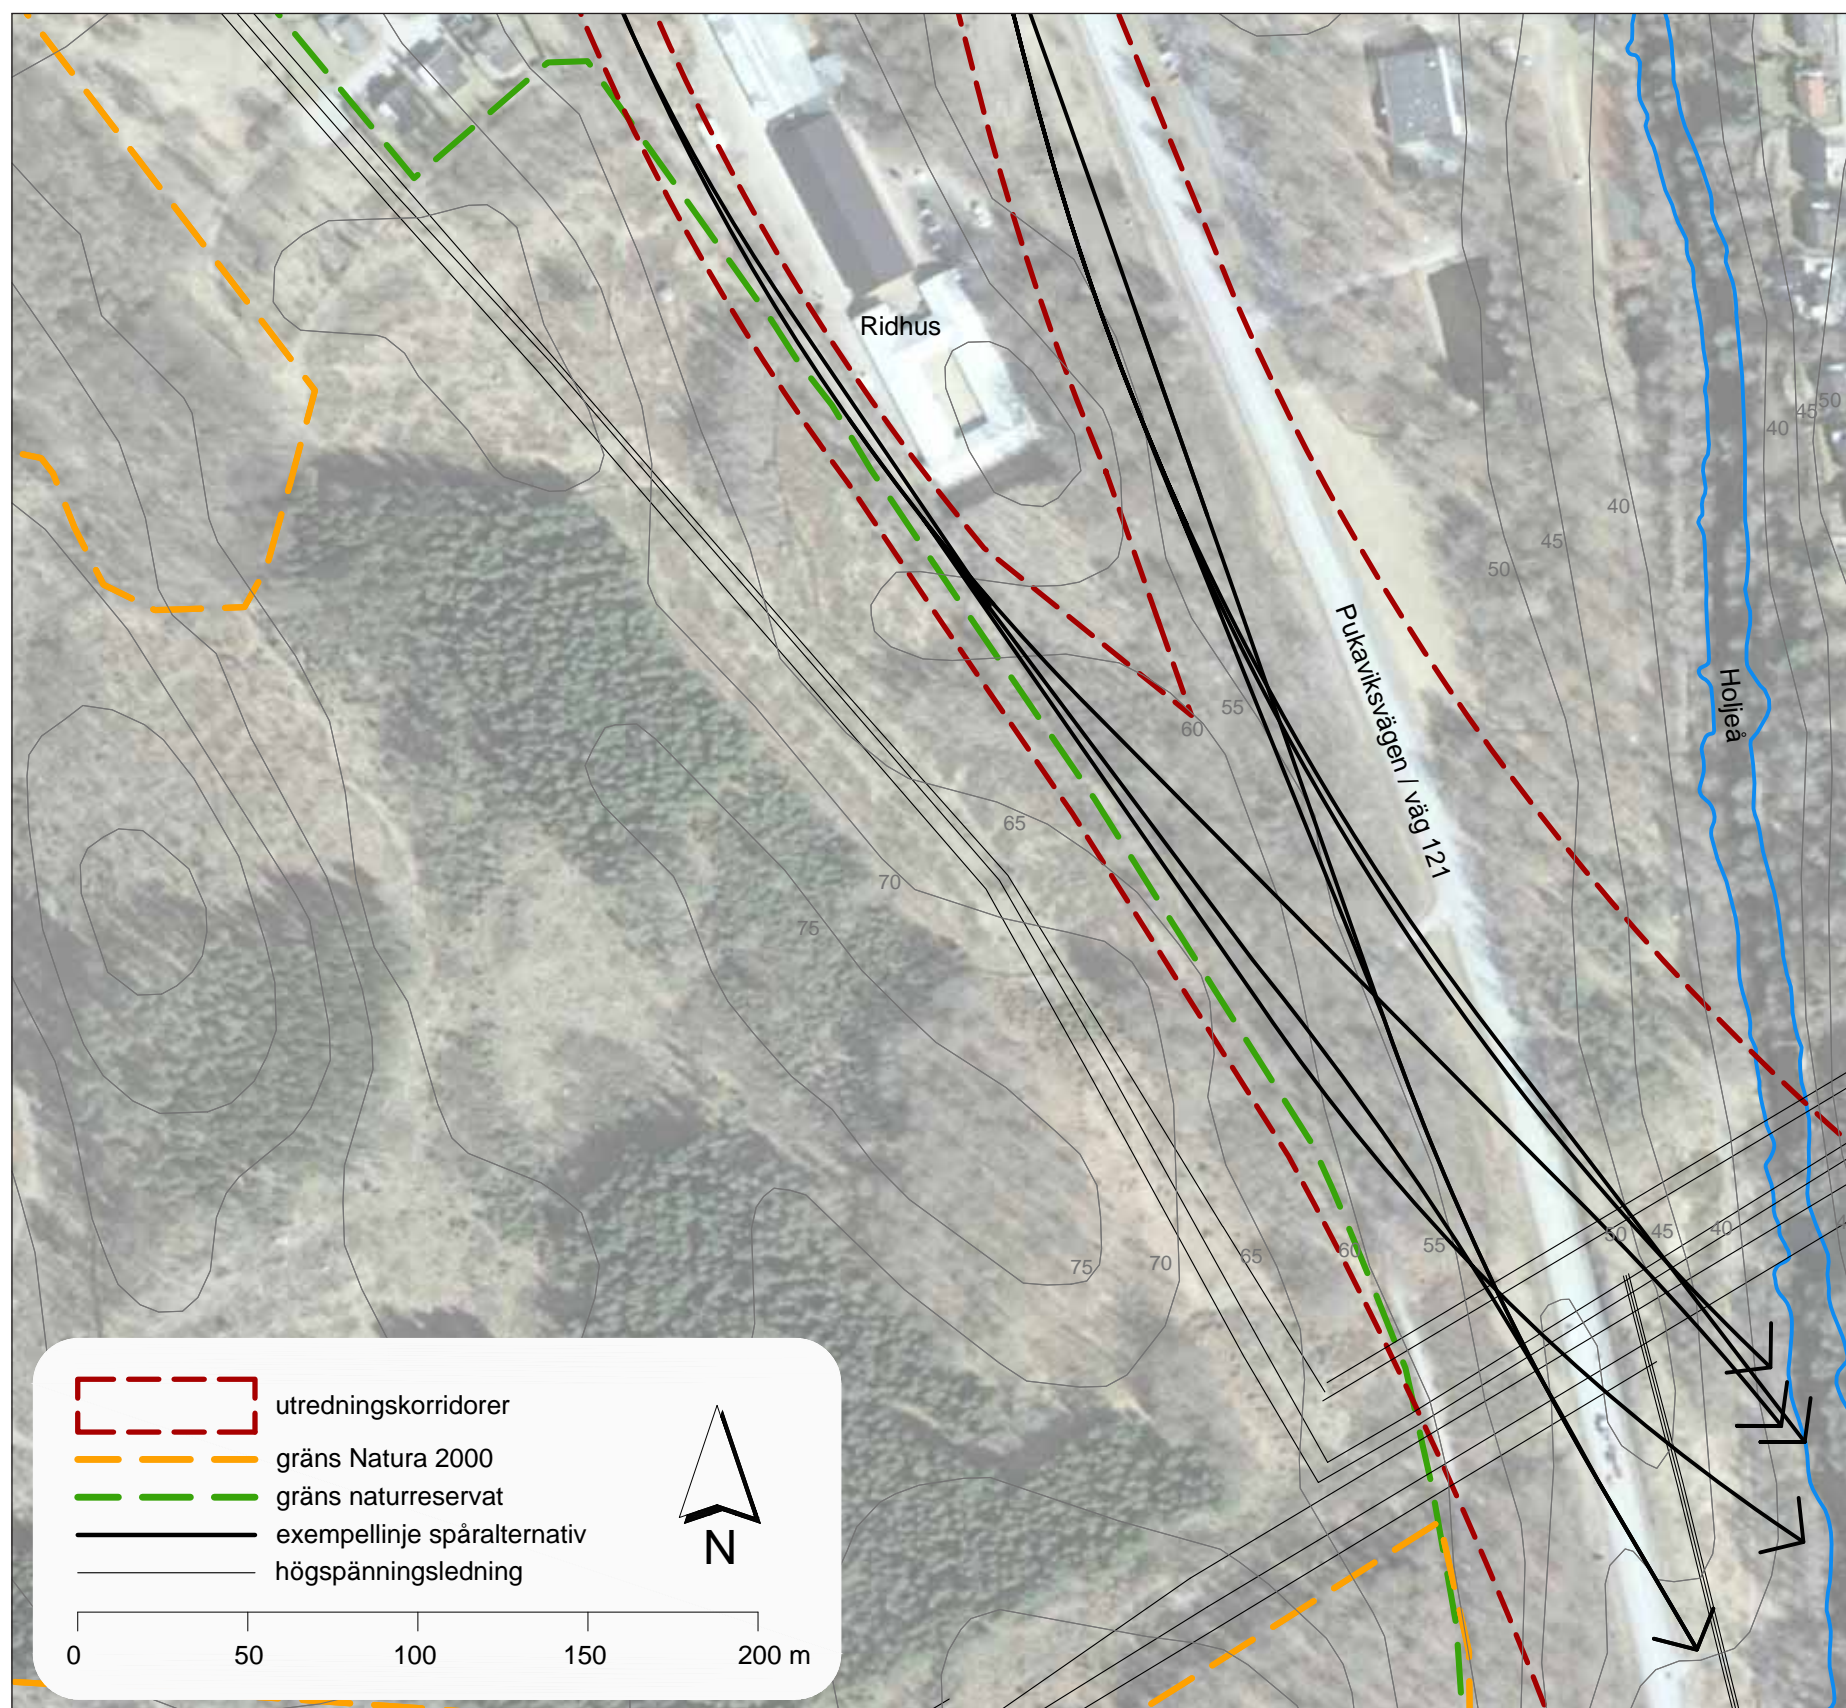 Ridhus
50
45
40
40
45
50
Pukaviksvägen / väg 121
Holjeå
55
60
65
70
75
50
45
40
55
60
65
70
75
utredningskorridorer
gräns Natura 2000
gräns naturreservat
exempellinje spåralternativ
högspänningsledning
N
0 50 100 150 200 m